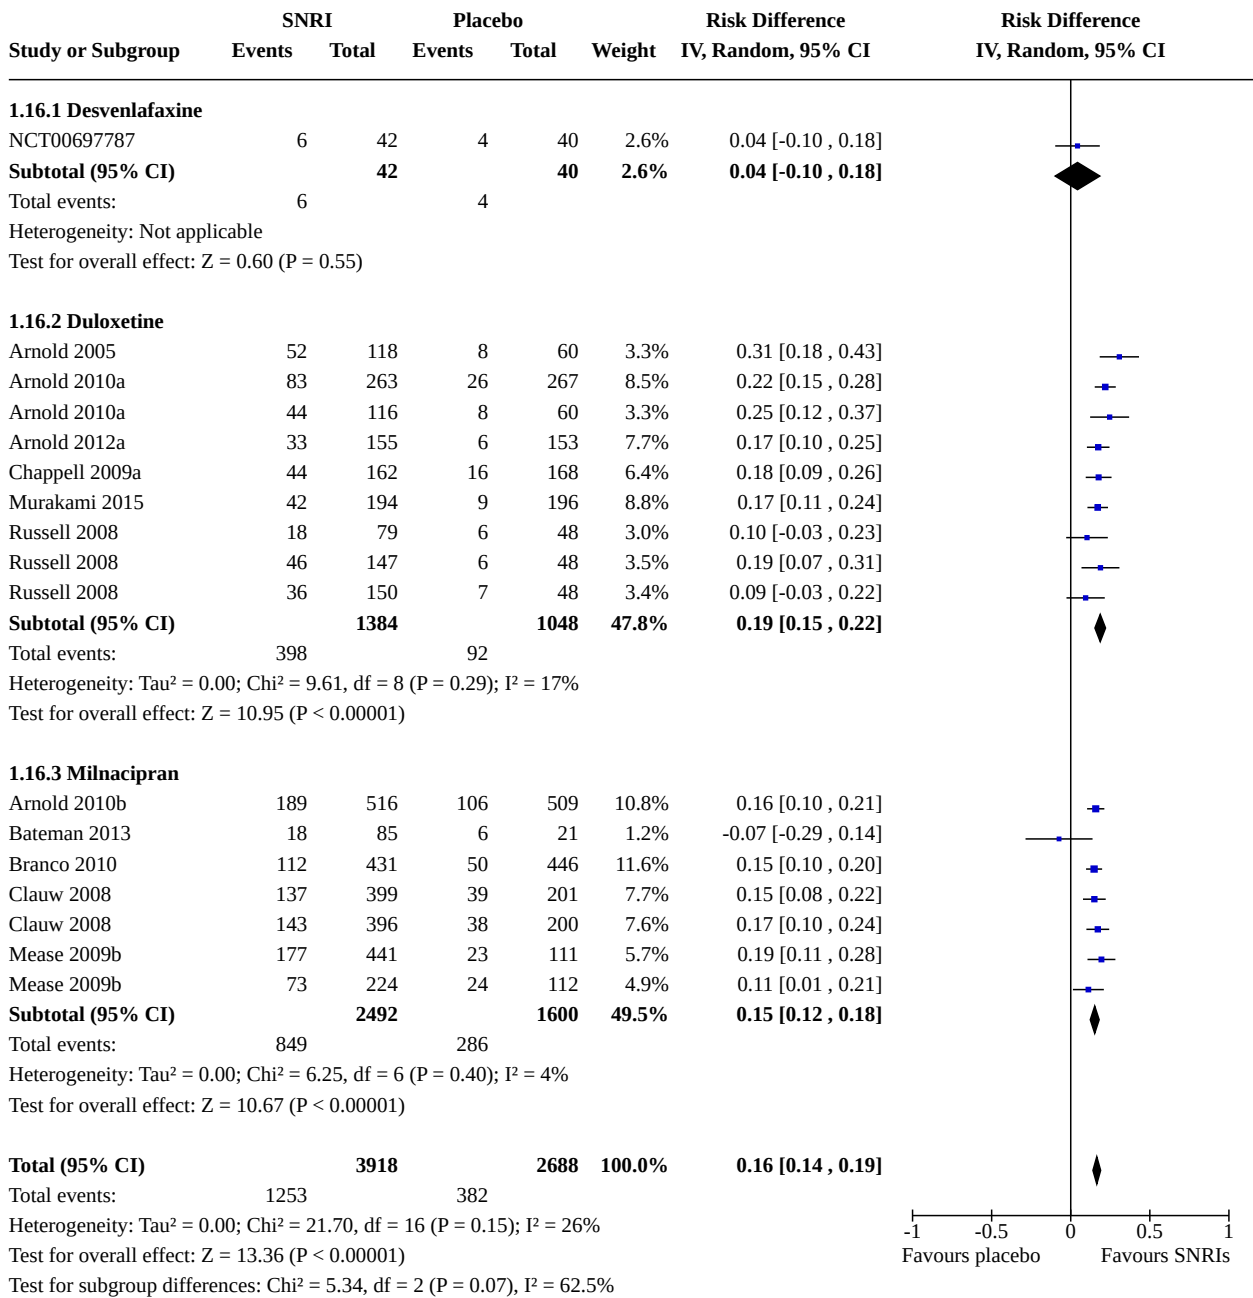 SNRI Placebo Risk Difference Risk Difference
Study or Subgroup Events Total Events Total Weight IV, Random, 95% CI IV, Random, 95% CI
1.16.1 Desvenlafaxine
NCT00697787 6 42 4 40 2.6% 0.04 [-0.10 , 0.18]
Subtotal (95% CI) 42 40 2.6% 0.04 [-0.10 , 0.18]
Total events: 6 4
Heterogeneity: Not applicable
Test for overall effect: Z = 0.60 (P = 0.55)
1.16.2 Duloxetine
Arnold 2005 52 118 8 60 3.3% 0.31 [0.18 , 0.43]
Arnold 2010a 83 263 26 267 8.5% 0.22 [0.15 , 0.28]
Arnold 2010a 44 116 8 60 3.3% 0.25 [0.12 , 0.37]
Arnold 2012a 33 155 6 153 7.7% 0.17 [0.10 , 0.25]
Chappell 2009a 44 162 16 168 6.4% 0.18 [0.09 , 0.26]
Murakami 2015 42 194 9 196 8.8% 0.17 [0.11 , 0.24]
Russell 2008 18 79 6 48 3.0% 0.10 [-0.03 , 0.23]
Russell 2008 46 147 6 48 3.5% 0.19 [0.07 , 0.31]
Russell 2008 36 150 7 48 3.4% 0.09 [-0.03 , 0.22]
Subtotal (95% CI) 1384 1048 47.8% 0.19 [0.15 , 0.22]
Total events: 398 92
Heterogeneity: Tau² = 0.00; Chi² = 9.61, df = 8 (P = 0.29); I² = 17%
Test for overall effect: Z = 10.95 (P < 0.00001)
1.16.3 Milnacipran
Arnold 2010b 189 516 106 509 10.8% 0.16 [0.10 , 0.21]
Bateman 2013 18 85 6 21 1.2% -0.07 [-0.29 , 0.14]
Branco 2010 112 431 50 446 11.6% 0.15 [0.10 , 0.20]
Clauw 2008 137 399 39 201 7.7% 0.15 [0.08 , 0.22]
Clauw 2008 143 396 38 200 7.6% 0.17 [0.10 , 0.24]
Mease 2009b 177 441 23 111 5.7% 0.19 [0.11 , 0.28]
Mease 2009b 73 224 24 112 4.9% 0.11 [0.01 , 0.21]
Subtotal (95% CI) 2492 1600 49.5% 0.15 [0.12 , 0.18]
Total events: 849 286
Heterogeneity: Tau² = 0.00; Chi² = 6.25, df = 6 (P = 0.40); I² = 4%
Test for overall effect: Z = 10.67 (P < 0.00001)
Total (95% CI) 3918 2688 100.0% 0.16 [0.14 , 0.19]
Total events: 1253 382
Heterogeneity: Tau² = 0.00; Chi² = 21.70, df = 16 (P = 0.15); I² = 26%
-1 -0.5 0 0.5 1
Test for overall effect: Z = 13.36 (P < 0.00001) Favours placebo Favours SNRIs
Test for subgroup differences: Chi² = 5.34, df = 2 (P = 0.07), I² = 62.5%